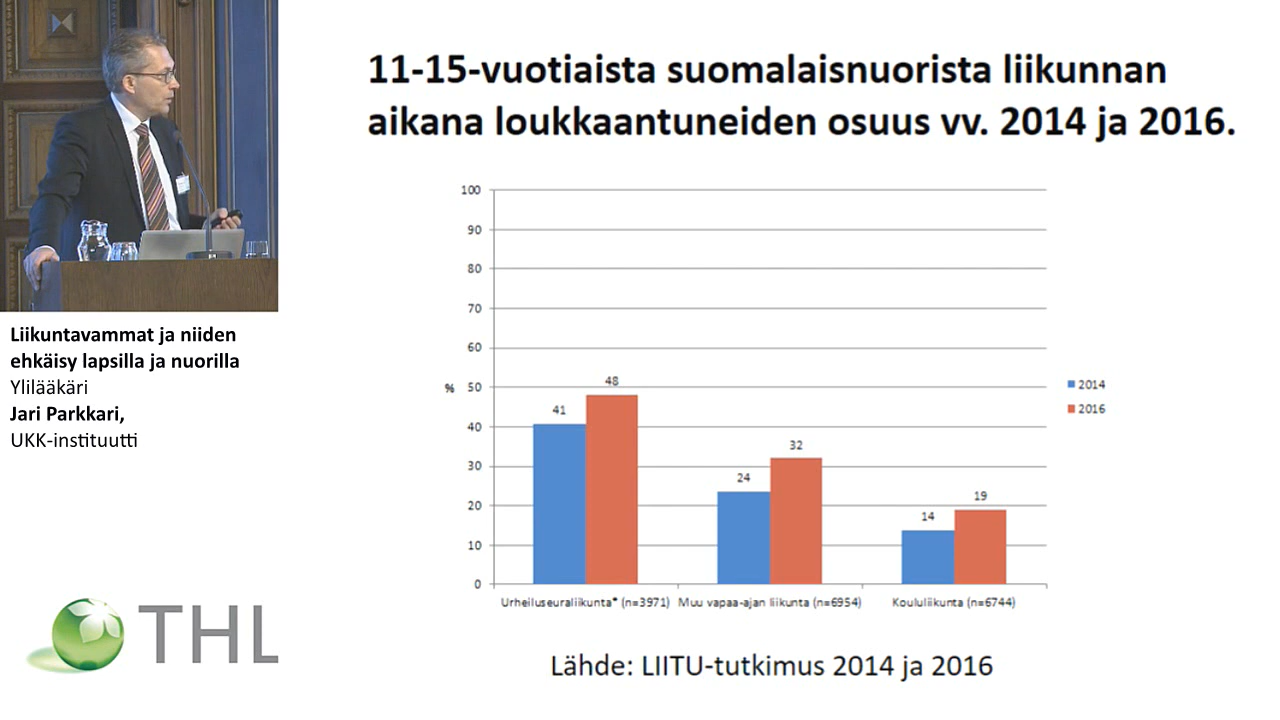 11-15-vuotiaista suomalaisnuorista liikunnan
aikana loukkaantuneiden osuus vv. 2014 ja 2016.
Liikuntavammat ja niiden
ehkäisy lapsilla ja nuorilla
Ylilääkäri
Jari Parkkari,
UKK-instituutti
THL
%
100
90
80
70
60
50
40
30
20
10
0
41
48
24
32
14
19
2014
2016
Urheiluseuraliikunta* (n=3971)
Muu vapaa-ajan liikunta (n=6954)
Koululiikunta (n=6744)
Lähde: LIITU-tutkimus 2014 ja 2016